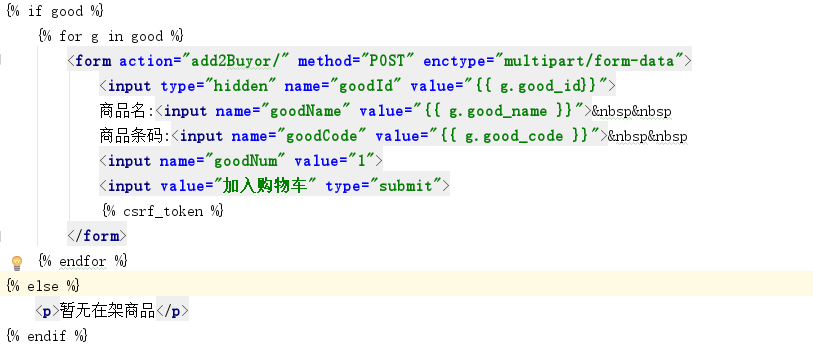 {% if good %}
{% for g in good %}
<form action="add2Buyor/" method="POST" enctype="multipart/form-data">
<input type="hidden" name="goodId" value="{{ g.good_id}}">
商品名:<input name="goodName" value="{{ g.good_name }}">&nbsp&nbsp
商品条码:<input name="goodCode" value="{{ g.good_code }}">&nbsp&nbsp
<input name="goodNum" value="1">
<input value="加入购物车" type="submit">
{% csrf_token %}
</form>
{% endfor %}
{% else %}
<p>暂无在架商品</p>
{% endif %}